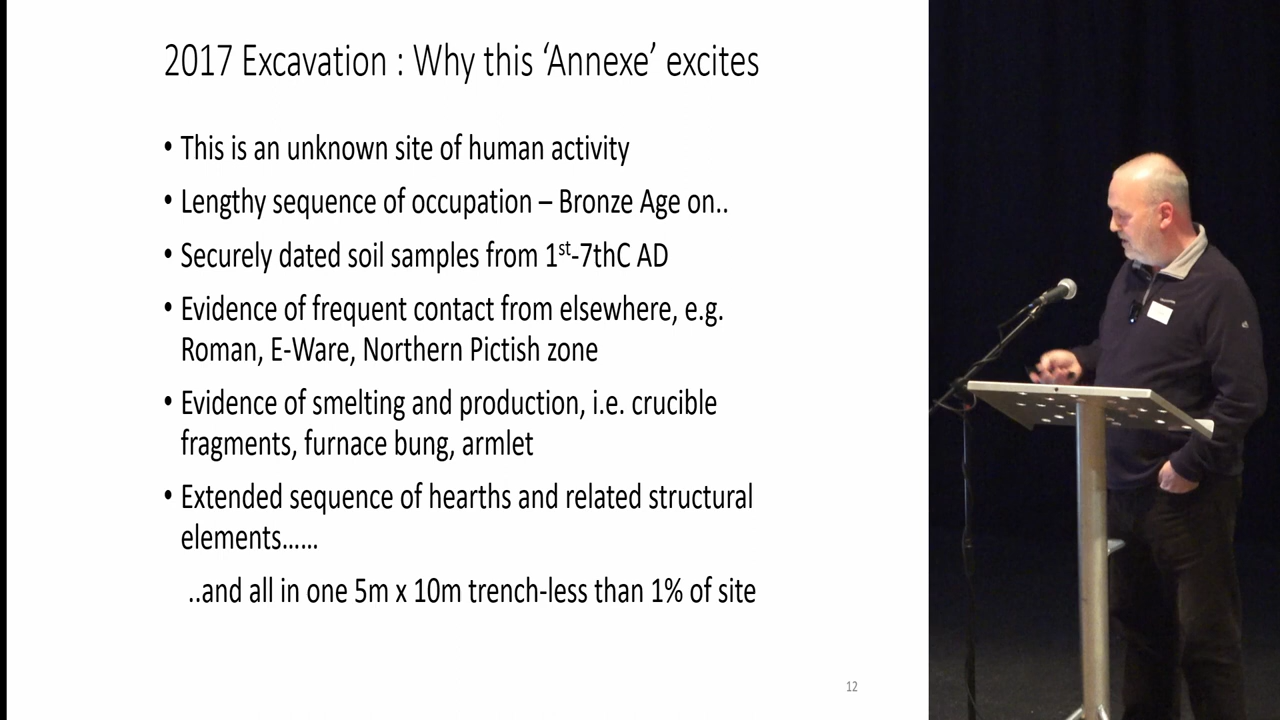 2017 Excavation : Why this ‘Annexe’ excites
• This is an unknown site of human activity
• Lengthy sequence of occupation – Bronze Age on..
• Securely dated soil samples from 1st-7thC AD
• Evidence of frequent contact from elsewhere, e.g.
Roman, E-Ware, Northern Pictish zone
• Evidence of smelting and production, i.e. crucible
fragments, furnace bung, armlet
• Extended sequence of hearths and related structural
elements......
..and all in one 5m x 10m trench-less than 1% of site
12